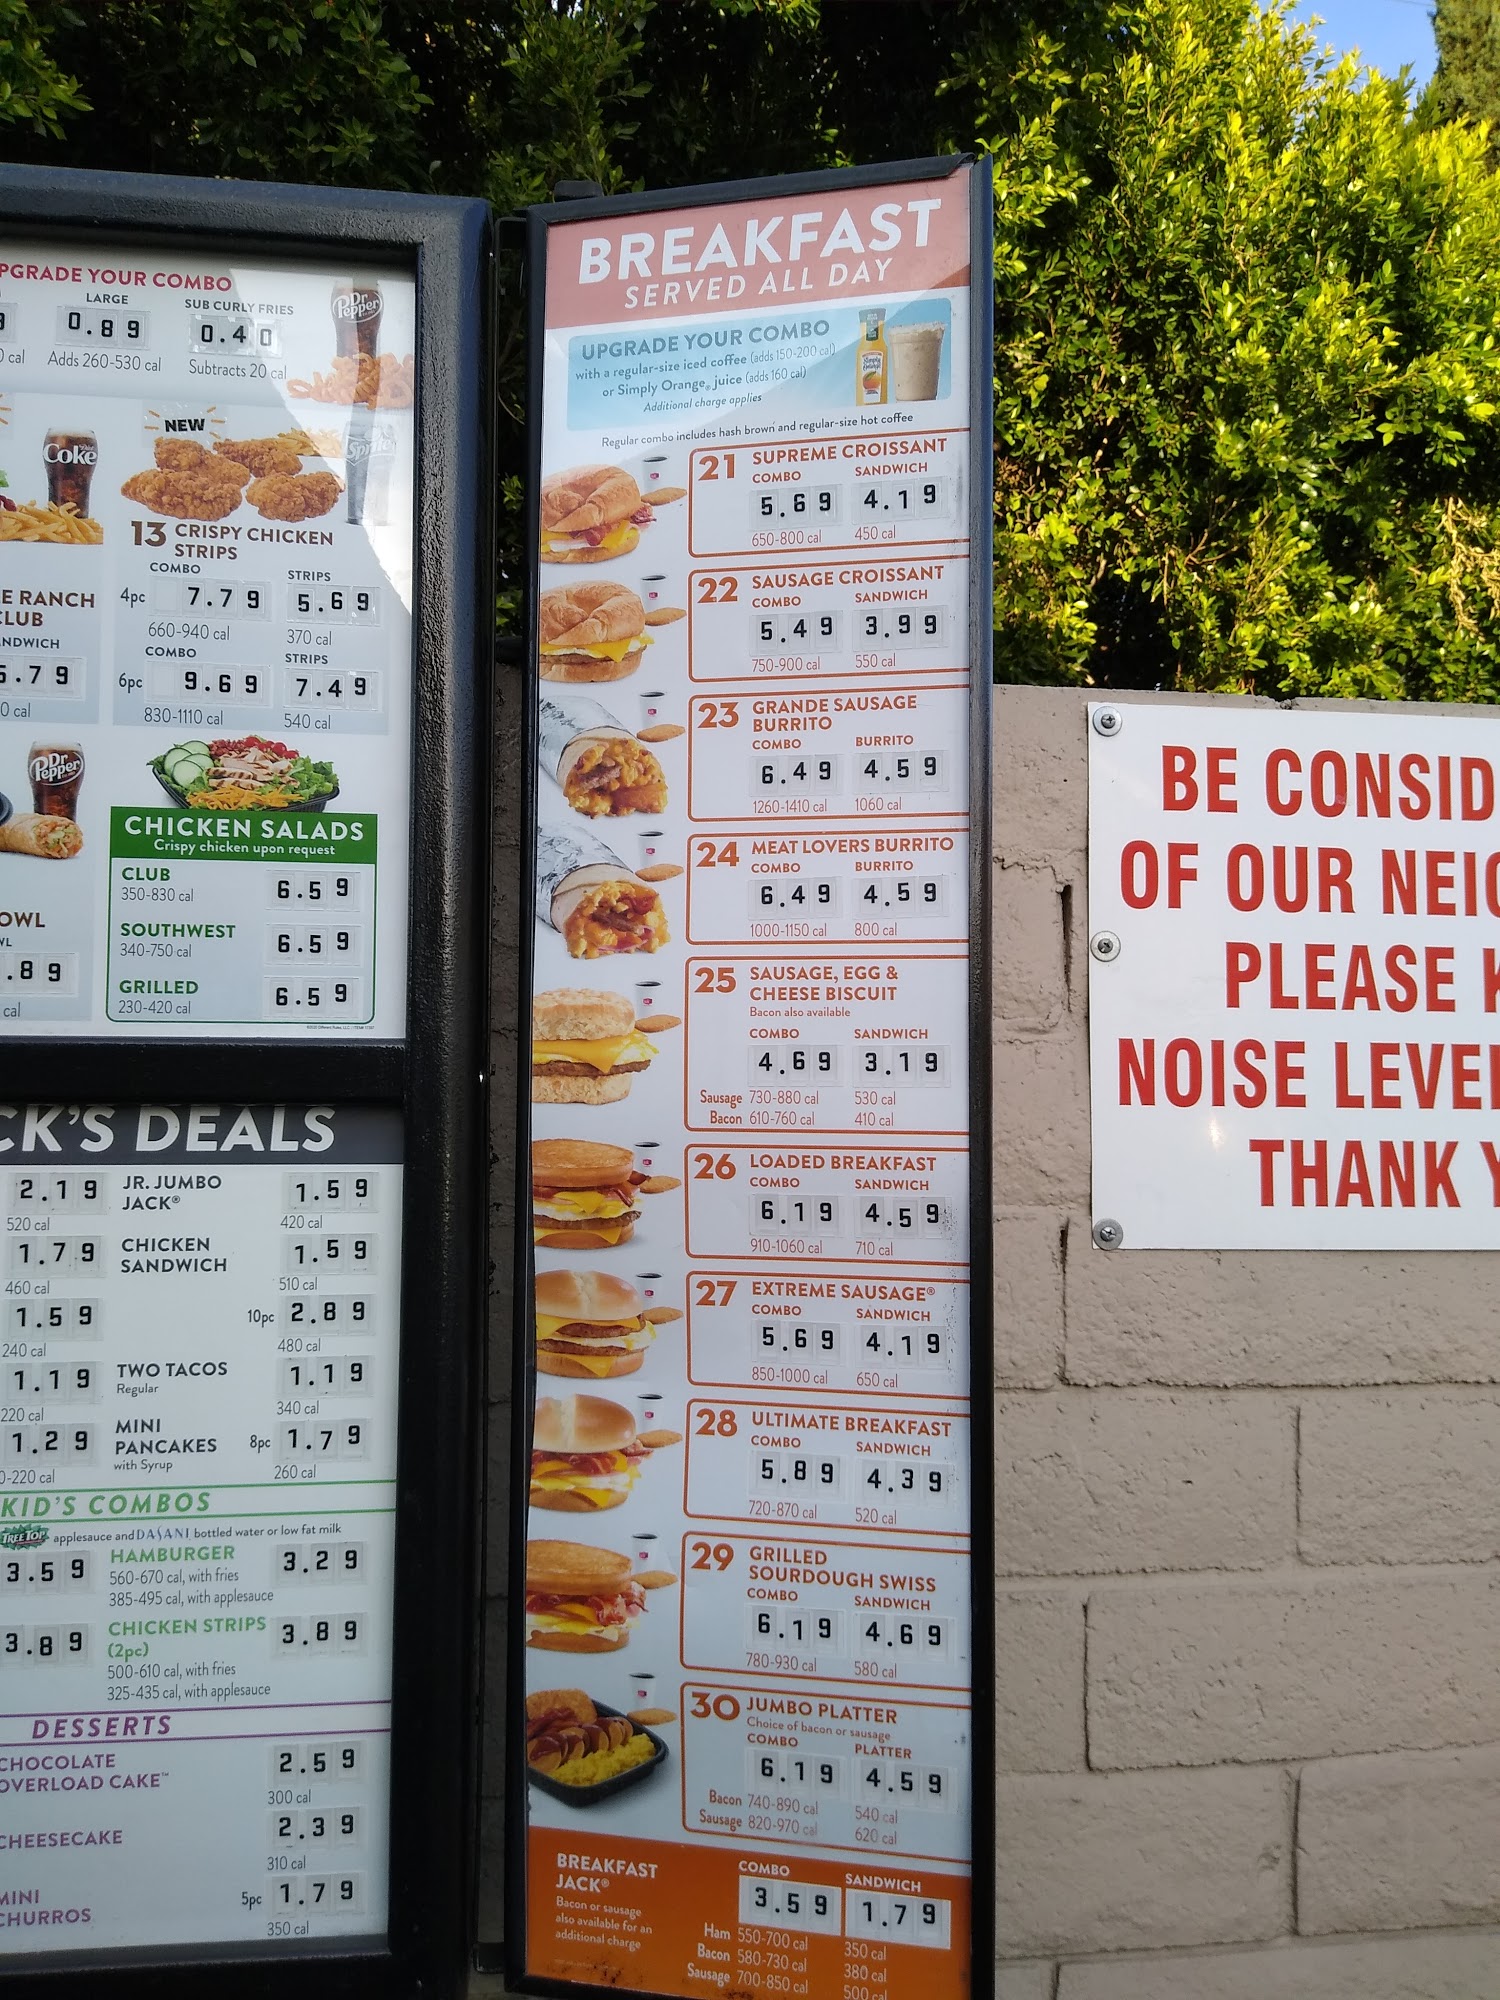 UPGRADE YOUR COMBO
LARGE
SUB CURLY FRIES
0.89
0.40
Adds 260-530 cal
Subtracts 20 cal
Dr Pepper
NEW
Coke
Sprite
13 CRISPY CHICKEN
STRIPS
COMBO
STRIPS
4pc 7.79 5.69
660-940 cal 370 cal
COMBO
STRIPS
6pc 9.69 7.49
830-1110 cal 540 cal
RANCH
CLUB
SANDWICH
5.79
Dr Pepper
CHICKEN SALADS
Crispy chicken upon request
CLUB 6.59
350-830 cal
SOUTHWEST 6.59
340-750 cal
GRILLED 6.59
230-420 cal
.89
cal
CK'S DEALS
2.19
520 cal
JR. JUMBO
JACK®
1.59
420 cal
1.79
460 cal
CHICKEN
SANDWICH
1.59
510 cal
1.59
240 cal
10pc 2.89
480 cal
1.19
220 cal
TWO TACOS
Regular
1.19
340 cal
1.29
0-220 cal
MINI
PANCAKES
with Syrup
8pc 1.79
260 cal
KID'S COMBOS
TREE TOP applesauce and DASANI bottled water or low fat milk
3.59
HAMBURGER 3.29
560-670 cal, with fries
385-495 cal, with applesauce
3.89
CHICKEN STRIPS 3.89
(2pc)
500-610 cal, with fries
325-435 cal, with applesauce
DESSERTS
CHOCOLATE
OVERLOAD CAKE™
2.59
300 cal
CHEESECAKE
2.39
310 cal
MINI
CHURROS
5pc 1.79
350 cal
BREAKFAST
SERVED ALL DAY
UPGRADE YOUR COMBO
with a regular-size iced coffee (adds 150-200 cal)
or Simply Orange® juice (adds 160 cal)
Additional charge applies
Regular combo includes hash brown and regular-size hot coffee
21 SUPREME CROISSANT
COMBO SANDWICH
5.69 4.19
650-800 cal 450 cal
22 SAUSAGE CROISSANT
COMBO SANDWICH
5.49 3.99
750-900 cal 550 cal
23 GRANDE SAUSAGE
BURRITO
COMBO BURRITO
6.49 4.59
1260-1410 cal 1060 cal
24 MEAT LOVERS BURRITO
COMBO BURRITO
6.49 4.59
1000-1150 cal 800 cal
25 SAUSAGE, EGG &
CHEESE BISCUIT
Bacon also available
COMBO SANDWICH
4.69 3.19
Sausage 730-880 cal 530 cal
Bacon 610-760 cal 410 cal
26 LOADED BREAKFAST
COMBO SANDWICH
6.19 4.59
910-1060 cal 710 cal
27 EXTREME SAUSAGE®
COMBO SANDWICH
5.69 4.19
850-1000 cal 650 cal
28 ULTIMATE BREAKFAST
COMBO SANDWICH
5.89 4.39
720-870 cal 520 cal
29 GRILLED
SOURDOUGH SWISS
COMBO SANDWICH
6.19 4.69
780-930 cal 580 cal
30 JUMBO PLATTER
Choice of bacon or sausage
COMBO PLATTER
6.19 4.59
Bacon 740-890 cal 540 cal
Sausage 820-970 cal 620 cal
BREAKFAST
JACK®
Bacon or sausage
also available for an
additional charge
COMBO SANDWICH
3.59 1.79
Ham 550-700 cal 350 cal
Bacon 580-730 cal 380 cal
Sausage 700-850 cal 500 cal
BE CONSID
OF OUR NEIG
PLEASE K
NOISE LEVE
THANK Y